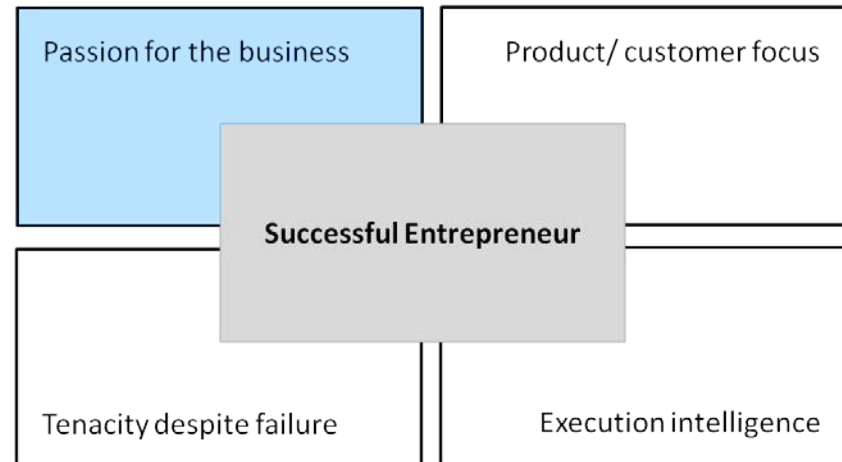 Passion for the business
Product/ customer focus
Successful Entrepreneur
Tenacity despite failure
Execution intelligence